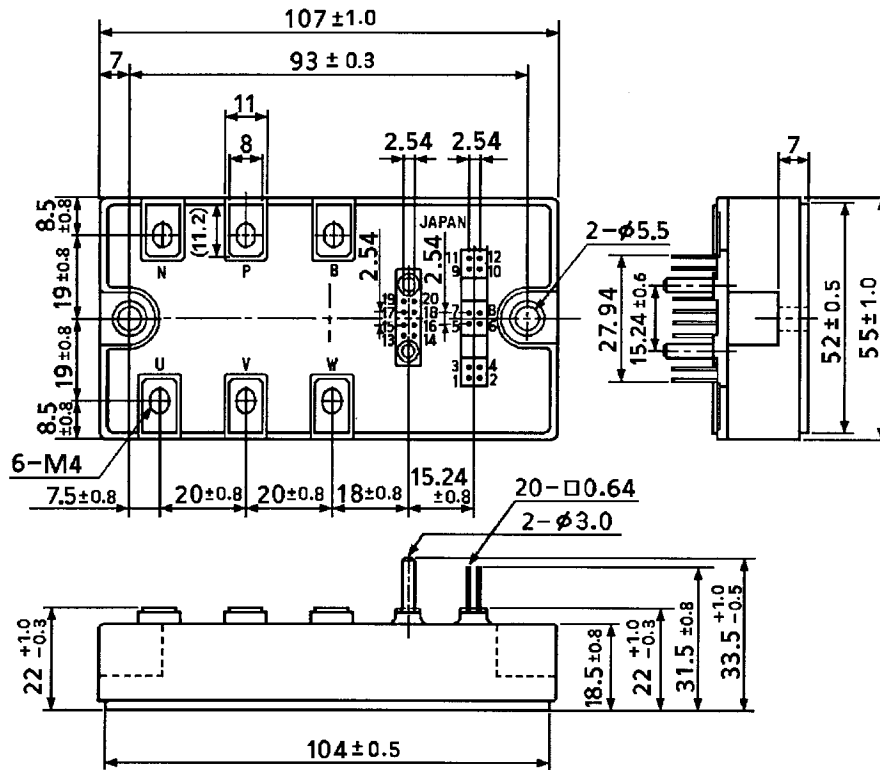 107±1.0
7
93±0.3
11
8
2.54
2.54
7
8.5±0.8
(11.2)
JAPAN
2-φ5.5
N
P
B
2.54
2.54
11 12
9 10
19±0.8
19 20
17 18
15 16
13 14
7 8
5 6
3 4
1 2
27.94
15.24±0.6
52±0.5
55±1.0
19±0.8
U
V
W
8.5±0.8
6-M4
7.5±0.8
20±0.8
20±0.8
18±0.8
15.24±0.8
20-□0.64
2-φ3.0
22 +1.0 -0.3
18.5±0.8
22 +1.0 -0.3
31.5±0.8
33.5 +1.0 -0.5
104±0.5